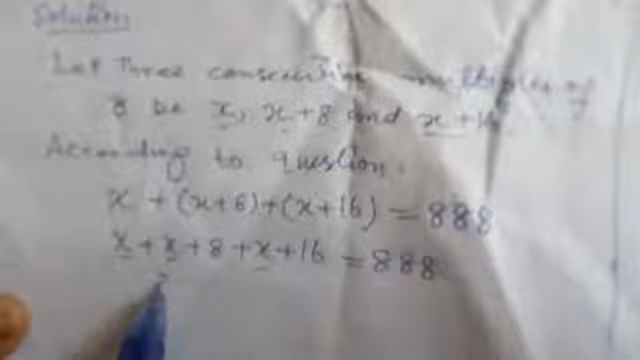 Solution
Let three consecutive multiples of
8 be x, x+8 and x+16
According to question.
x + (x+8)+(x+16) = 888
x + x + 8 + x + 16 = 888